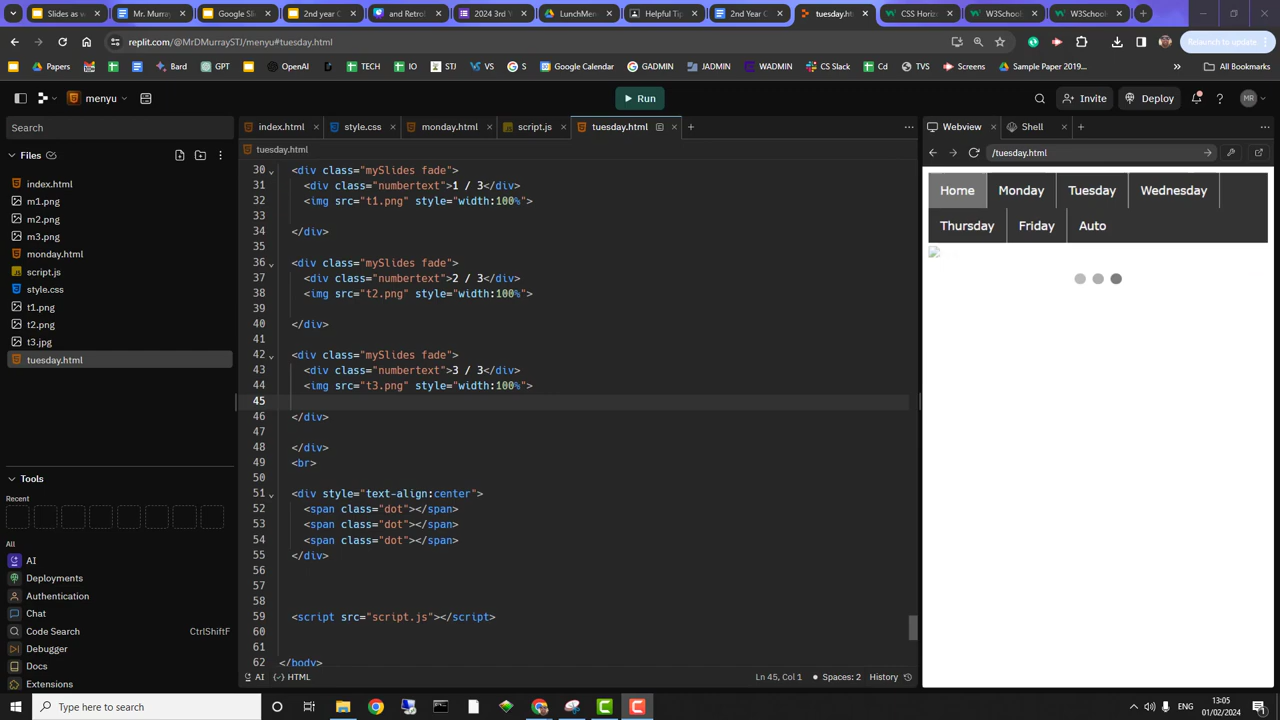 Slides as w
Mr. Murray
Google Sli
2nd year C
and Retrof
2024 3rd Ye
LunchMen
Helpful Tip
2nd Year C
tuesday.ht
CSS Horiz
W3School
W3School
replit.com/@MrDMurraySTJ/menyu#tuesday.html
Relaunch to update
Papers
Bard
GPT
OpenAI
TECH
IO
STJ
VS
S
Google Calendar
GADMIN
JADMIN
WADMIN
CS Slack
Cd
TVS
Screens
Sample Paper 2019...
All Bookmarks
menyu
Run
Invite
Deploy
MR
Search
index.html
style.css
monday.html
script.js
tuesday.html
Webview
Shell
Files
tuesday.html
/tuesday.html
index.html
m1.png
m2.png
m3.png
monday.html
script.js
style.css
t1.png
t2.png
t3.jpg
tuesday.html
30 <div class="mySlides fade">
31 <div class="numbertext">1 / 3</div>
32 <img src="t1.png" style="width:100%">
33
34 </div>
35
36 <div class="mySlides fade">
37 <div class="numbertext">2 / 3</div>
38 <img src="t2.png" style="width:100%">
39
40 </div>
41
42 <div class="mySlides fade">
43 <div class="numbertext">3 / 3</div>
44 <img src="t3.png" style="width:100%">
45
46 </div>
47
48 </div>
49 <br>
50
51 <div style="text-align:center">
52 <span class="dot"></span>
53 <span class="dot"></span>
54 <span class="dot"></span>
55 </div>
56
57
58
59 <script src="script.js"></script>
60
61
62 </body>
Home
Monday
Tuesday
Wednesday
Thursday
Friday
Auto
Tools
Recent
All
AI
Deployments
Authentication
Chat
Code Search
CtrlShiftF
Debugger
Docs
Extensions
AI
HTML
Ln 45, Col 1
Spaces: 2
History
Type here to search
ENG
13:05
01/02/2024